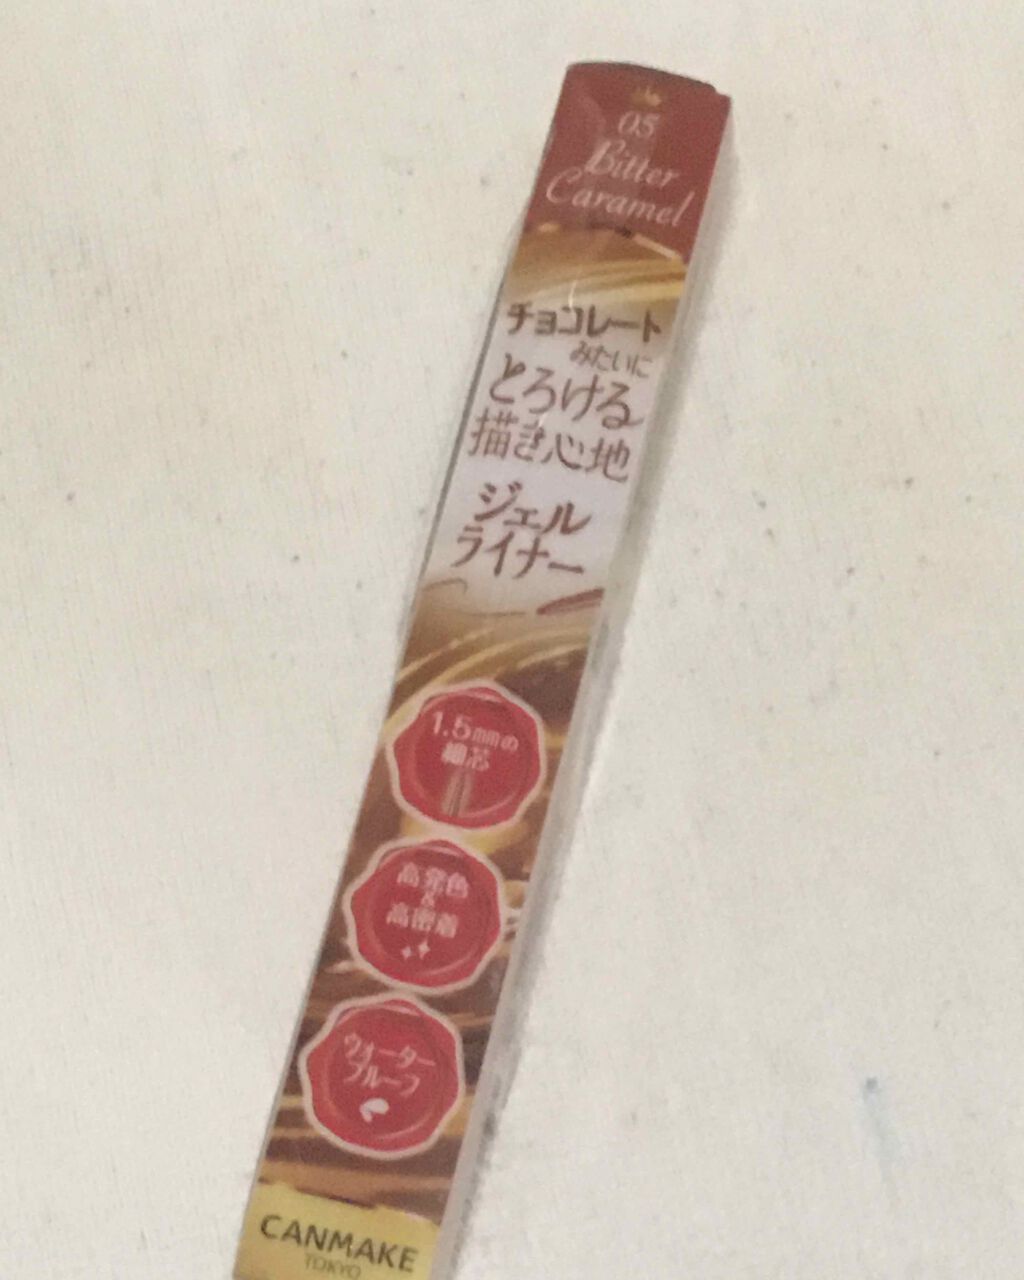 05
Bitter
Caramel
チョコレート
みたいに
とろける
描き心地
ジェル
ライナー
1.5mmの
細芯
高発色
&
高密着
ウォーター
プルーフ
CANMAKE
TOKYO